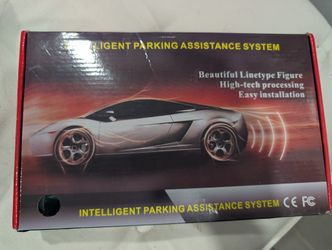 INTELLIGENT PARKING ASSISTANCE SYSTEM
Beautiful Linetype Figure
High-tech processing
Easy installation
INTELLIGENT PARKING ASSISTANCE SYSTEM CE FC